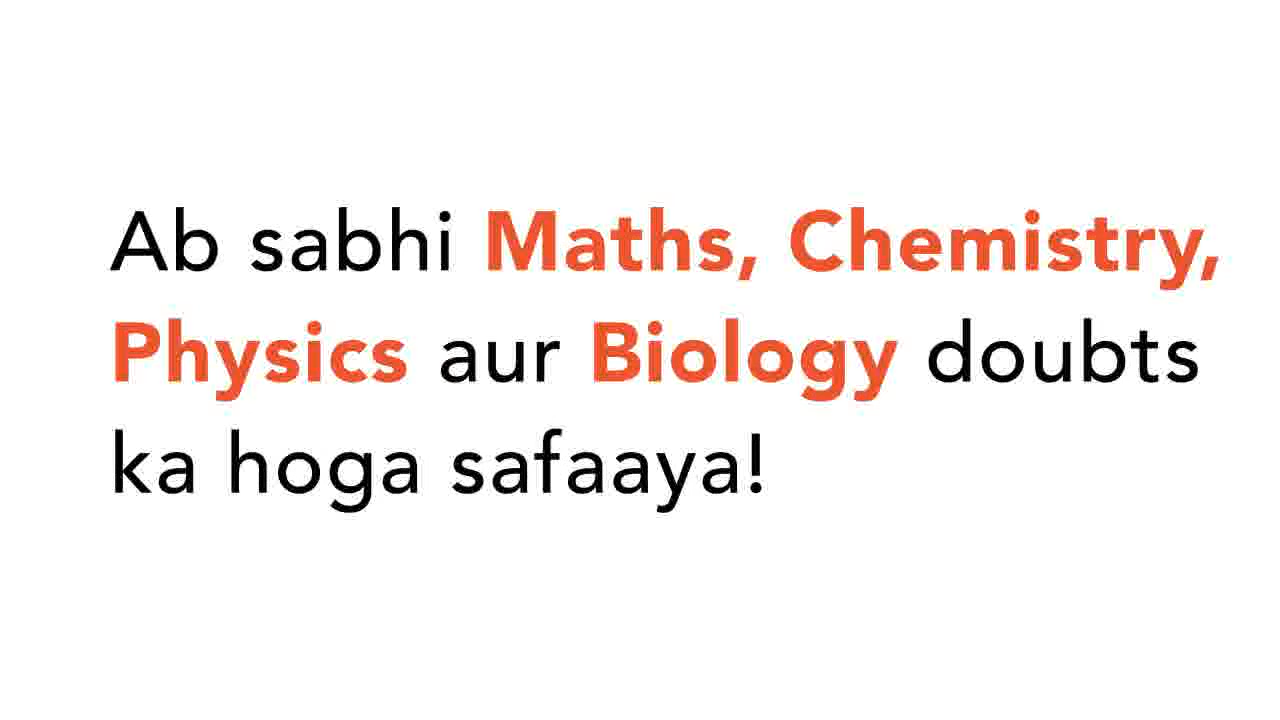 Ab sabhi Maths, Chemistry,
Physics aur Biology doubts
ka hoga safaaya!